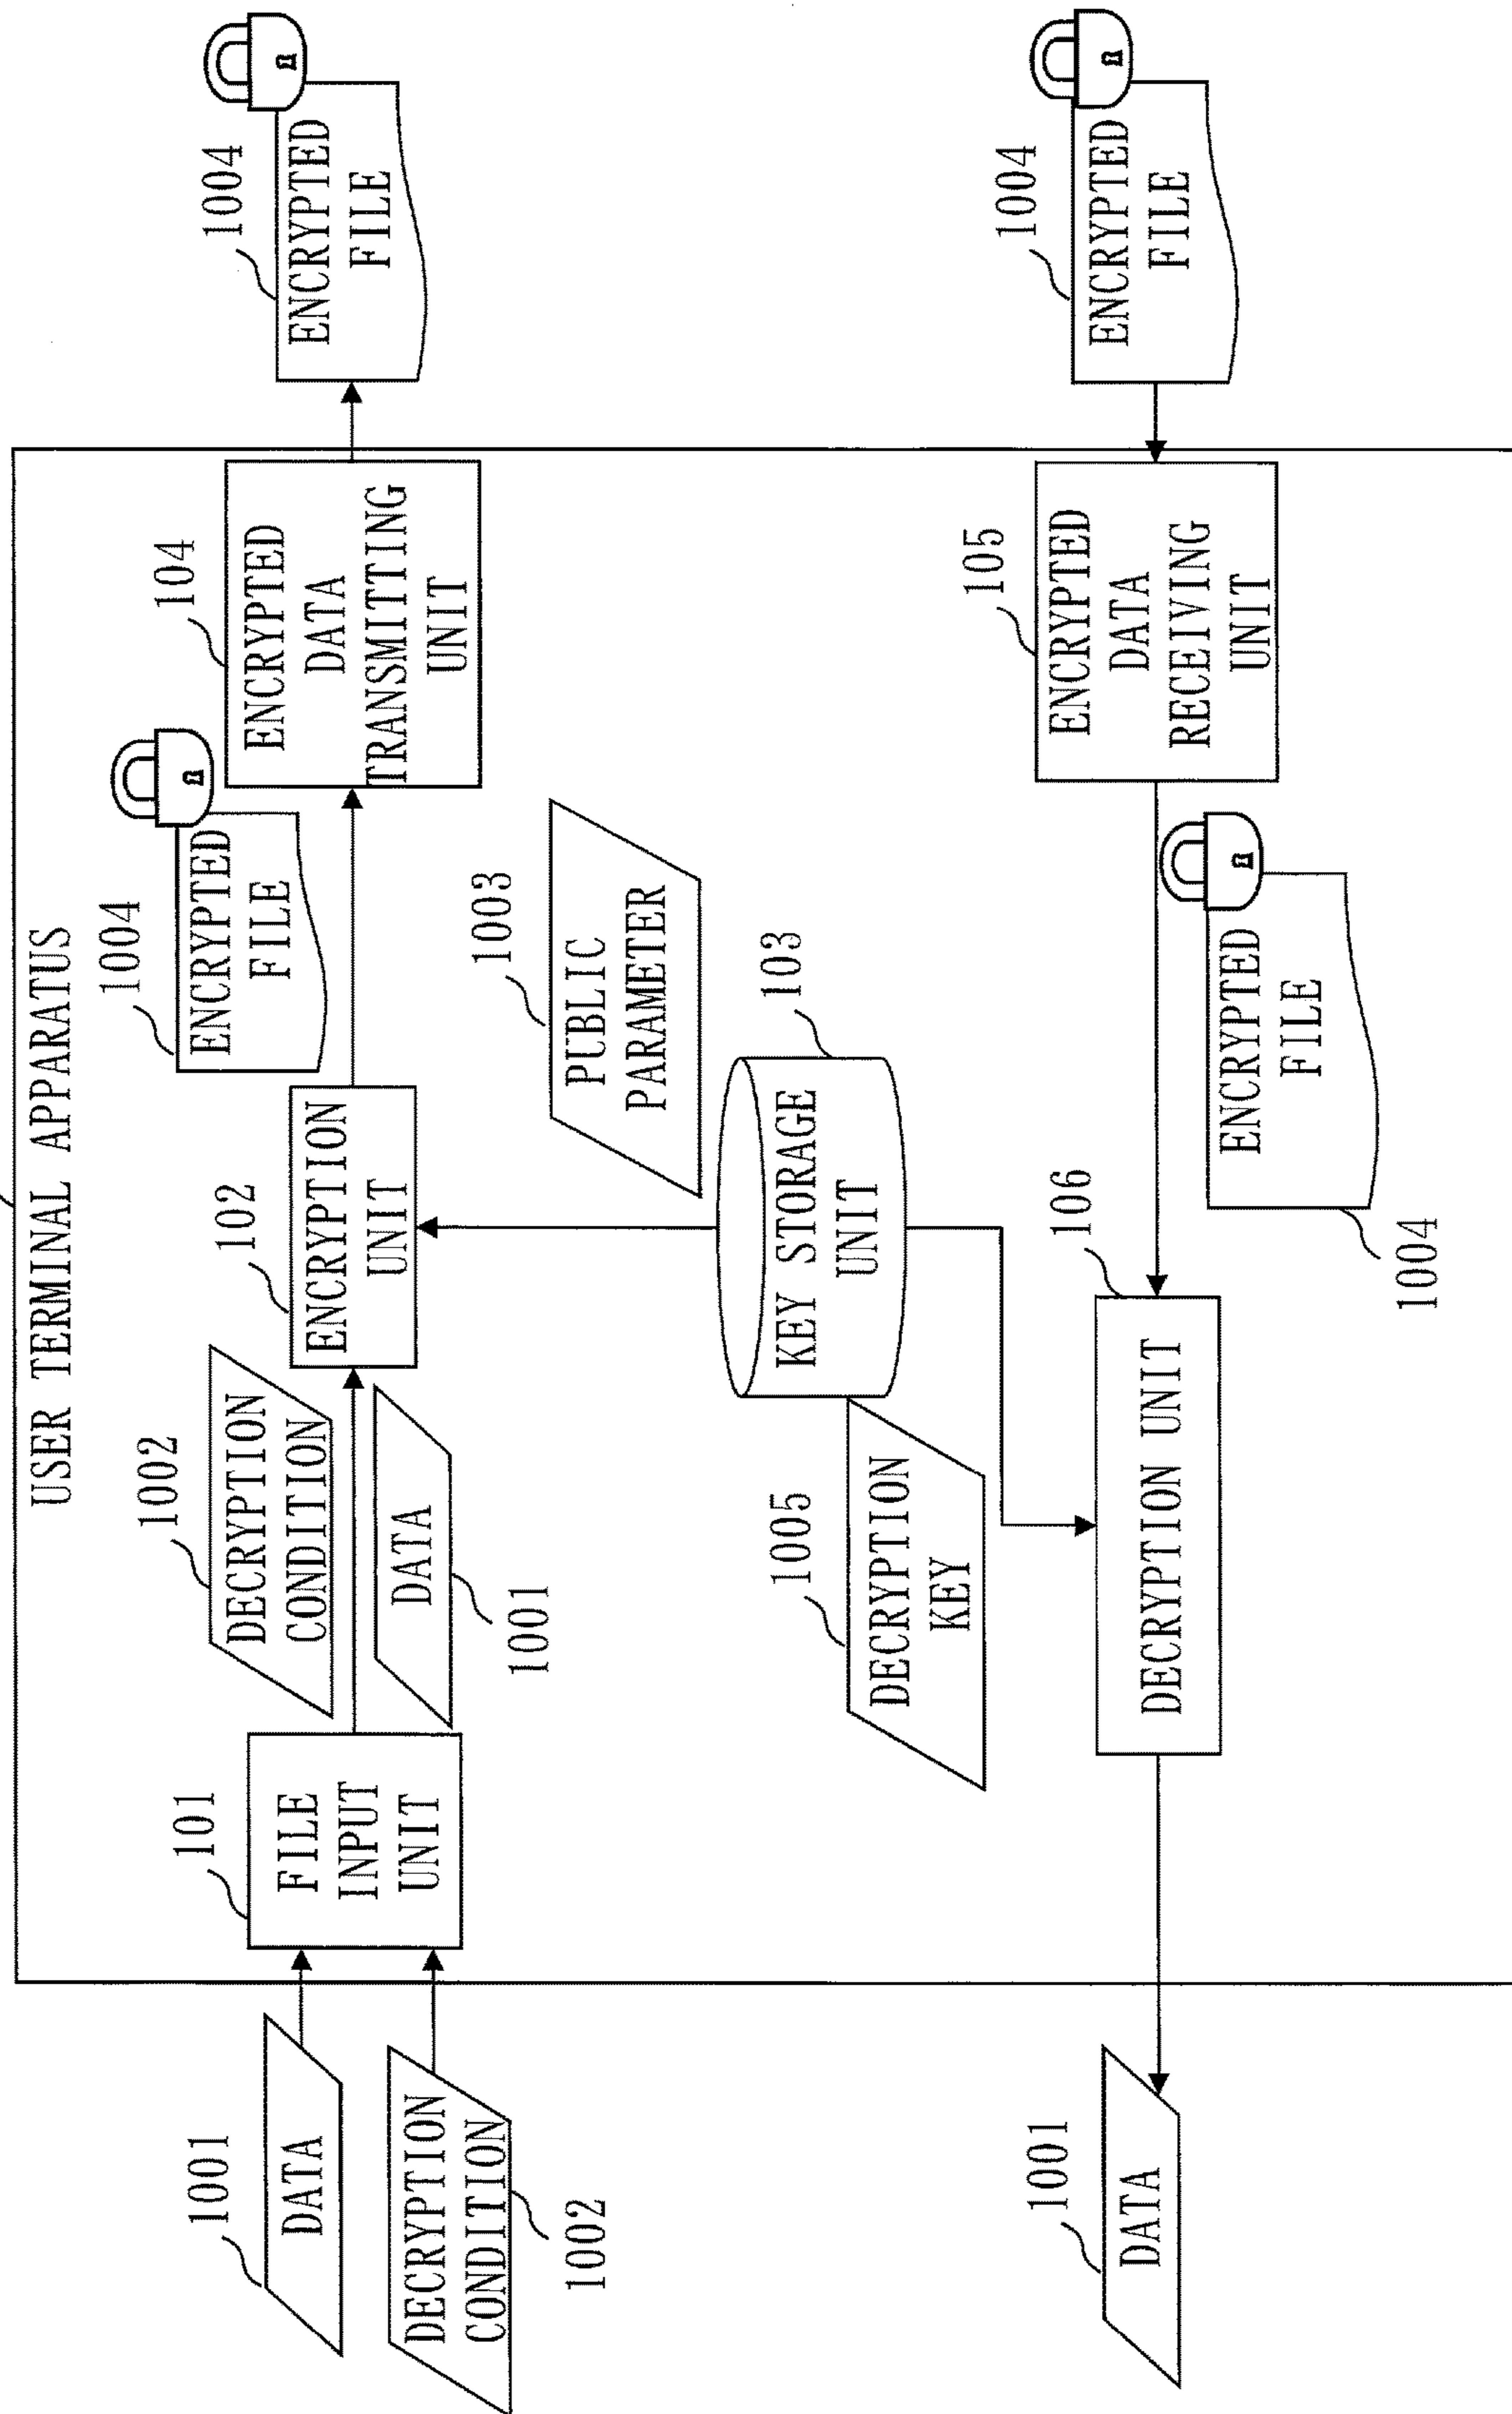 USER TERMINAL APPARATUS
1001
DATA
DECRYPTION
CONDITION
1002
101
FILE
INPUT
UNIT
1002
DECRYPTION
CONDITION
DATA
1001
102
ENCRYPTION
UNIT
1004
ENCRYPTED
FILE
104
ENCRYPTED
DATA
TRANSMITTING
UNIT
1004
ENCRYPTED
FILE
1003
PUBLIC
PARAMETER
103
KEY STORAGE
UNIT
1005
DECRYPTION
KEY
1001
DATA
106
DECRYPTION UNIT
ENCRYPTED
FILE
1004
105
ENCRYPTED
DATA
RECEIVING
UNIT
1004
ENCRYPTED
FILE